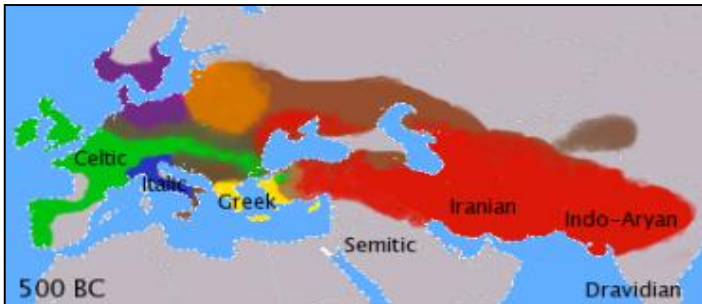 Celtic
Italic
Greek
Iranian
Indo-Aryan
Semitic
500 BC
Dravidian